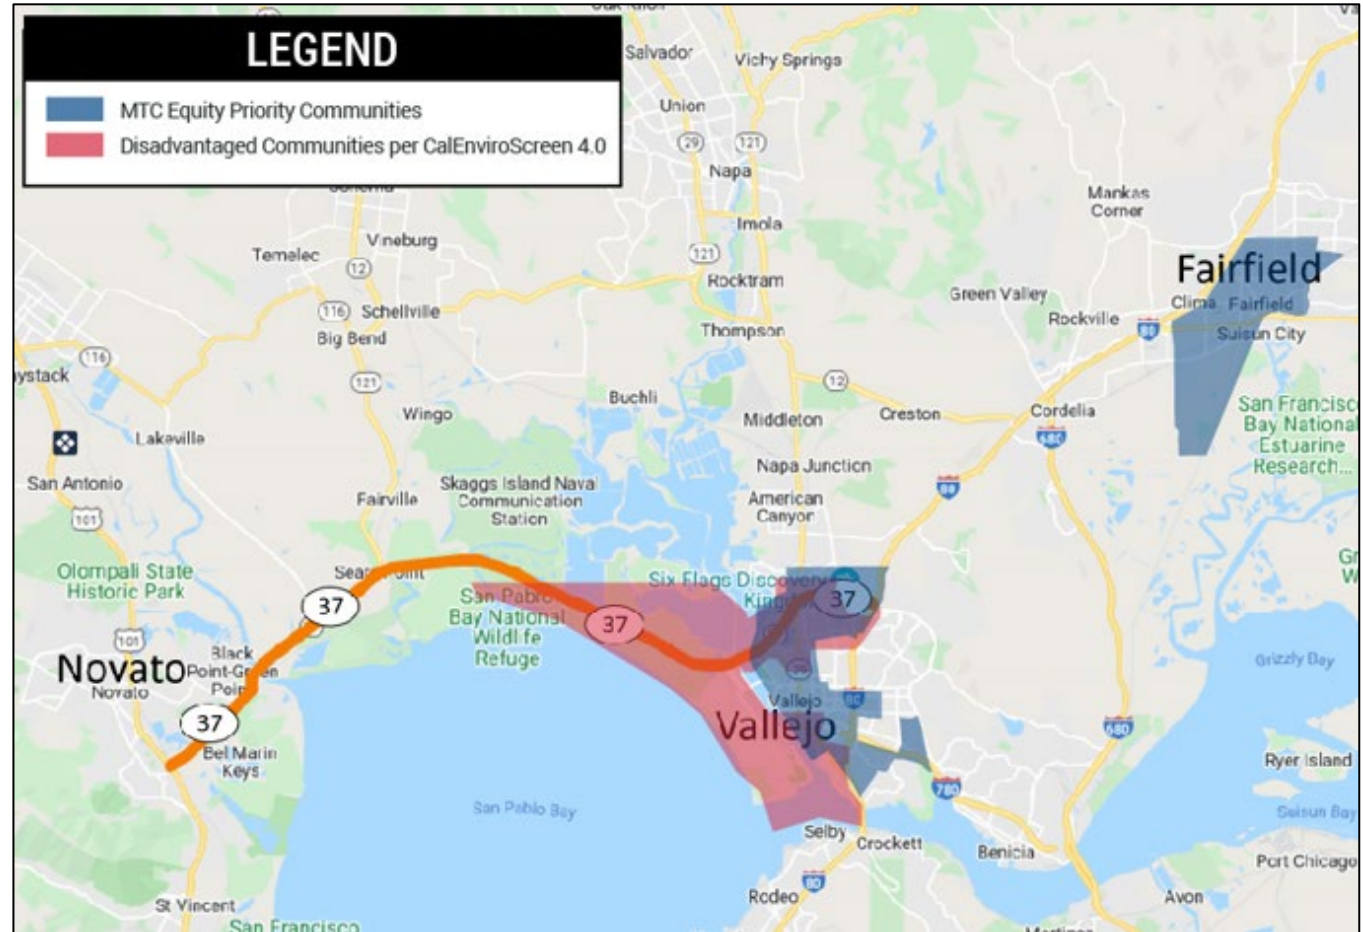 LEGEND
MTC Equity Priority Communities
Disadvantaged Communities per CalEnviroScreen 4.0
Salvador
Vichy Springs
Union
29
121
Napa
Mankas
Corner
Imola
Vineburg
Temelec
12
121
Rocktram
Fairfield
Green Valley
Fairfield
116
Schellville
Rockville
80
Thompson
Big Bend
Suisun City
116
121
12
Buchli
Wingo
Middleton
Creston
Cordelia
680
San Francisco
Bay National
Estuarine
Research...
Lakeville
San Antonio
Napa Junction
Skaggs Island Naval
Communication
Station
Fairville
American
Canyon
80
101
Olompali State
Historic Park
Six Flags Discovery
37
37
37
San Pablo
Bay National
Wildlife
Refuge
101
Novato
Novato
Black
Point-Green
Point
Grizzly Bay
37
Vallejo
80
Vallejo
680
Bel Marin
Keys
Ryer Island
780
San Pablo Bay
Suisun Bay
Selby
Crockett
Benicia
Port Chicago
80
Rodeo
Avon
St Vincent
San Francisco